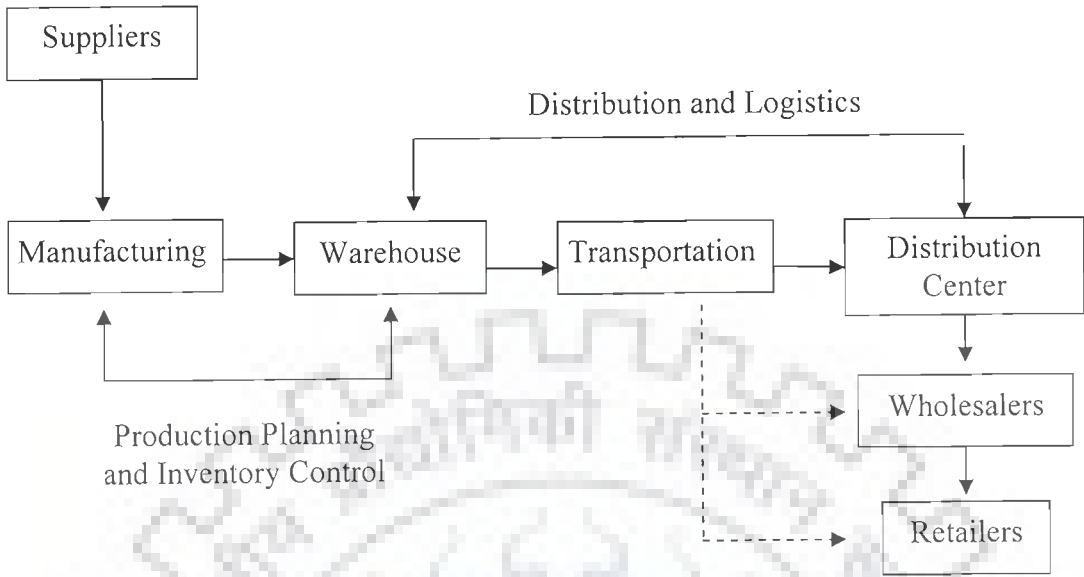 Suppliers
Distribution and Logistics
Manufacturing
Warehouse
Transportation
Distribution
Center
Wholesalers
Production Planning
and Inventory Control
Retailers